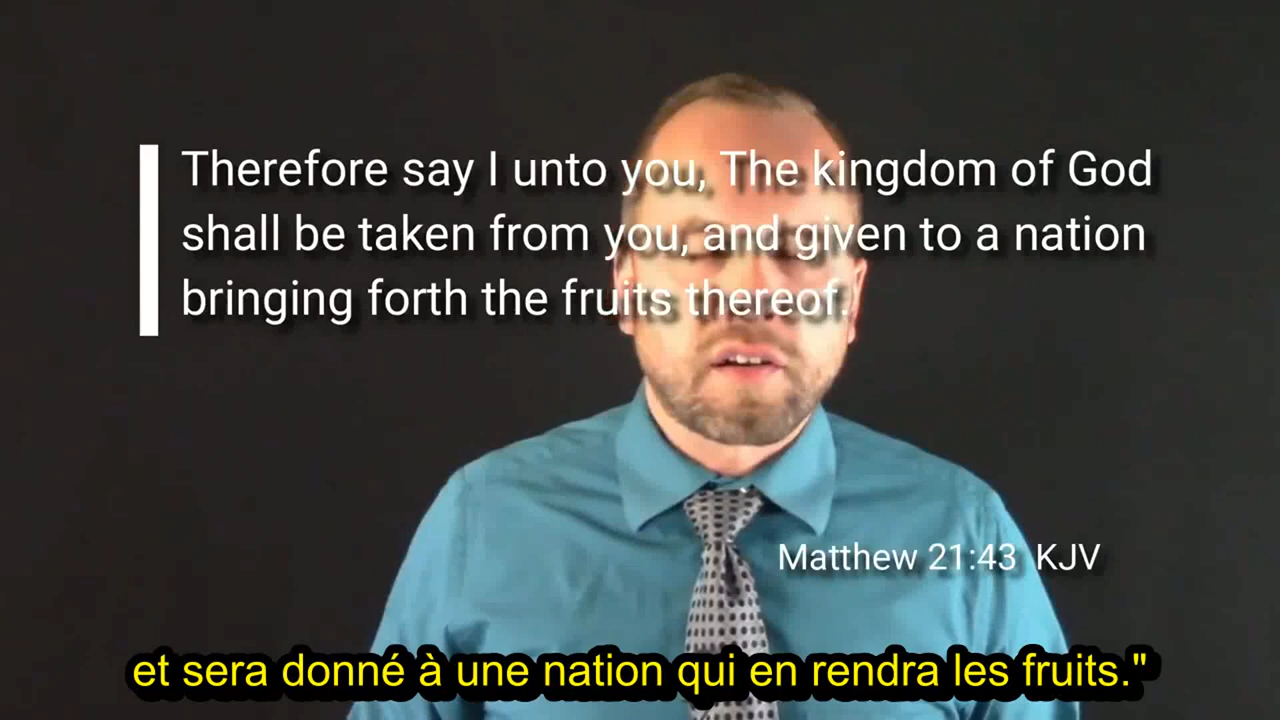 Therefore say I unto you, The kingdom of God
shall be taken from you, and given to a nation
bringing forth the fruits thereof.
Matthew 21:43 KJV
et sera donné à une nation qui en rendra les fruits."